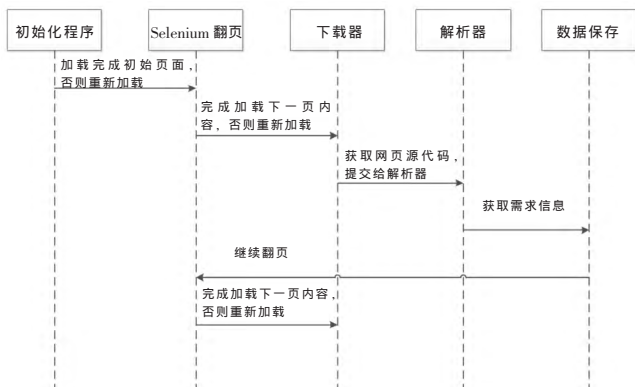 初始化程序
Selenium 翻页
下载器
解析器
数据保存
加载完成初始页面，
否则重新加载
完成加载下一页内
容，否则重新加载
获取网页源代码，
提交给解析器
获取需求信息
继续翻页
完成加载下一页内容，
否则重新加载